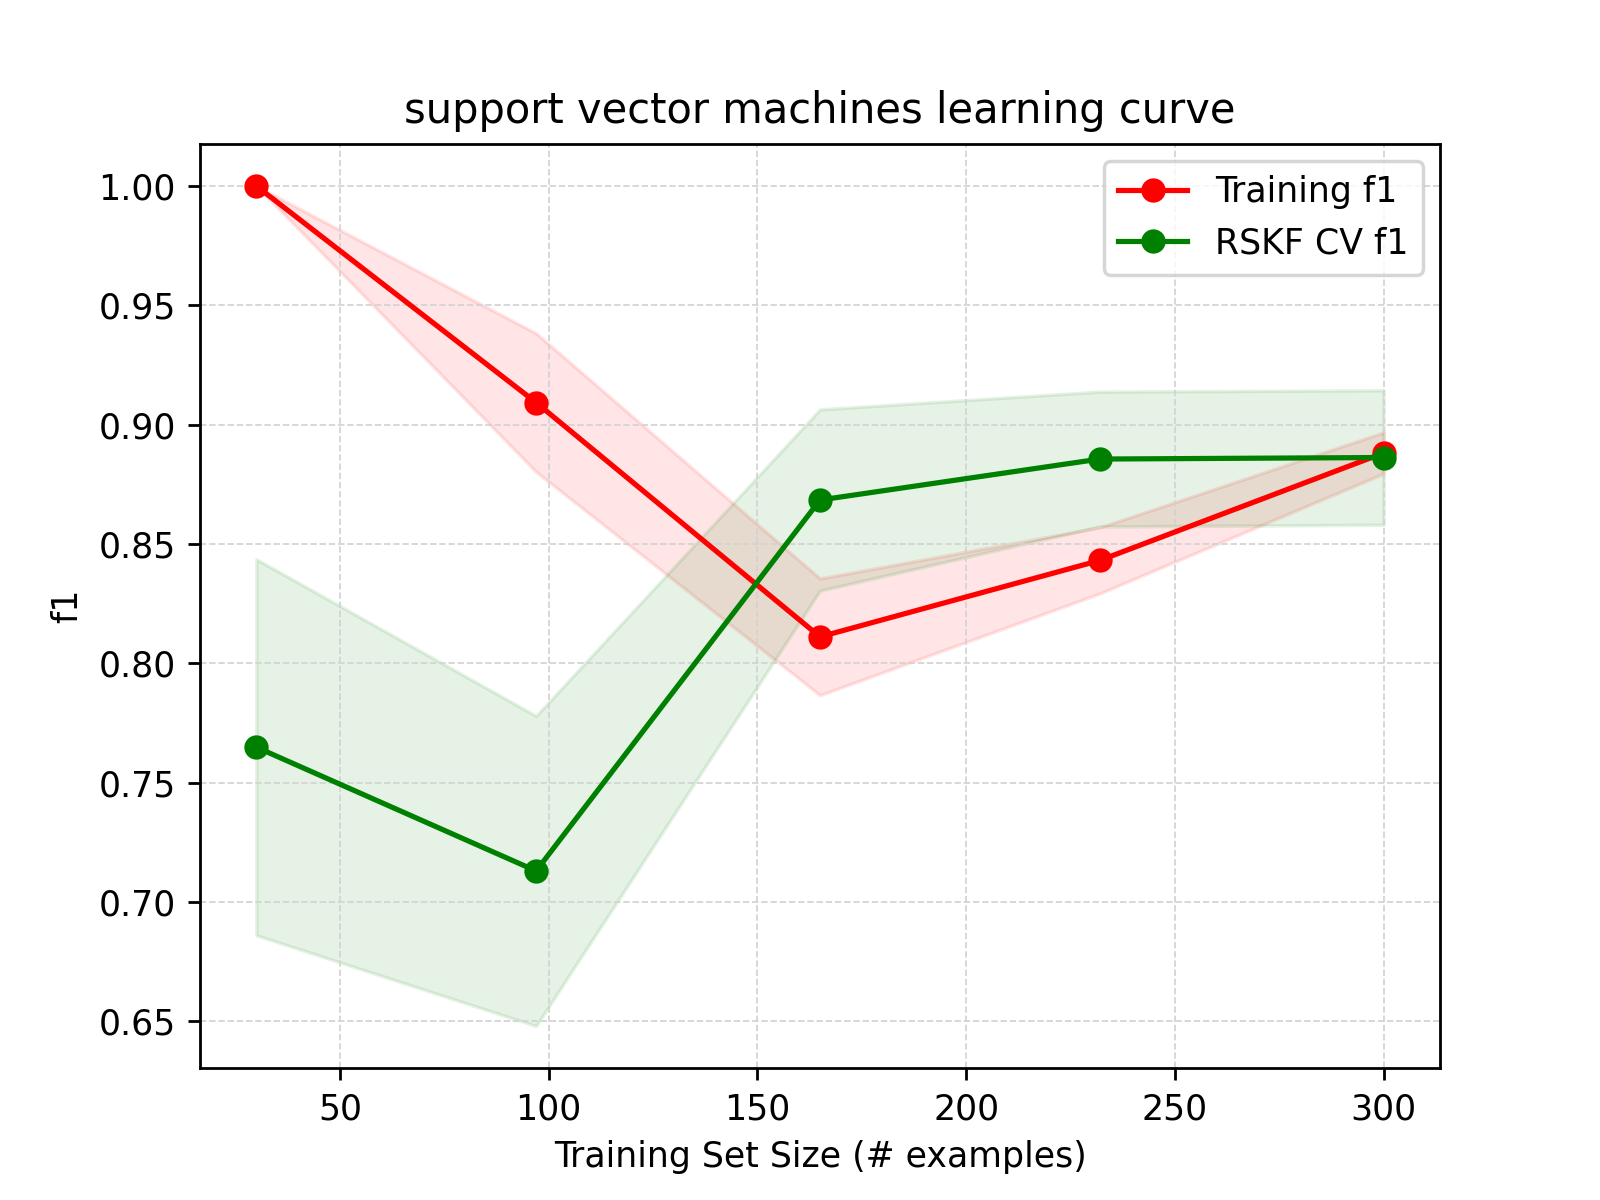 support vector machines learning curve
Training f1
RSKF CV f1
1.00
0.95
0.90
0.85
0.80
0.75
0.70
0.65
f1
50 100 150 200 250 300
Training Set Size (# examples)